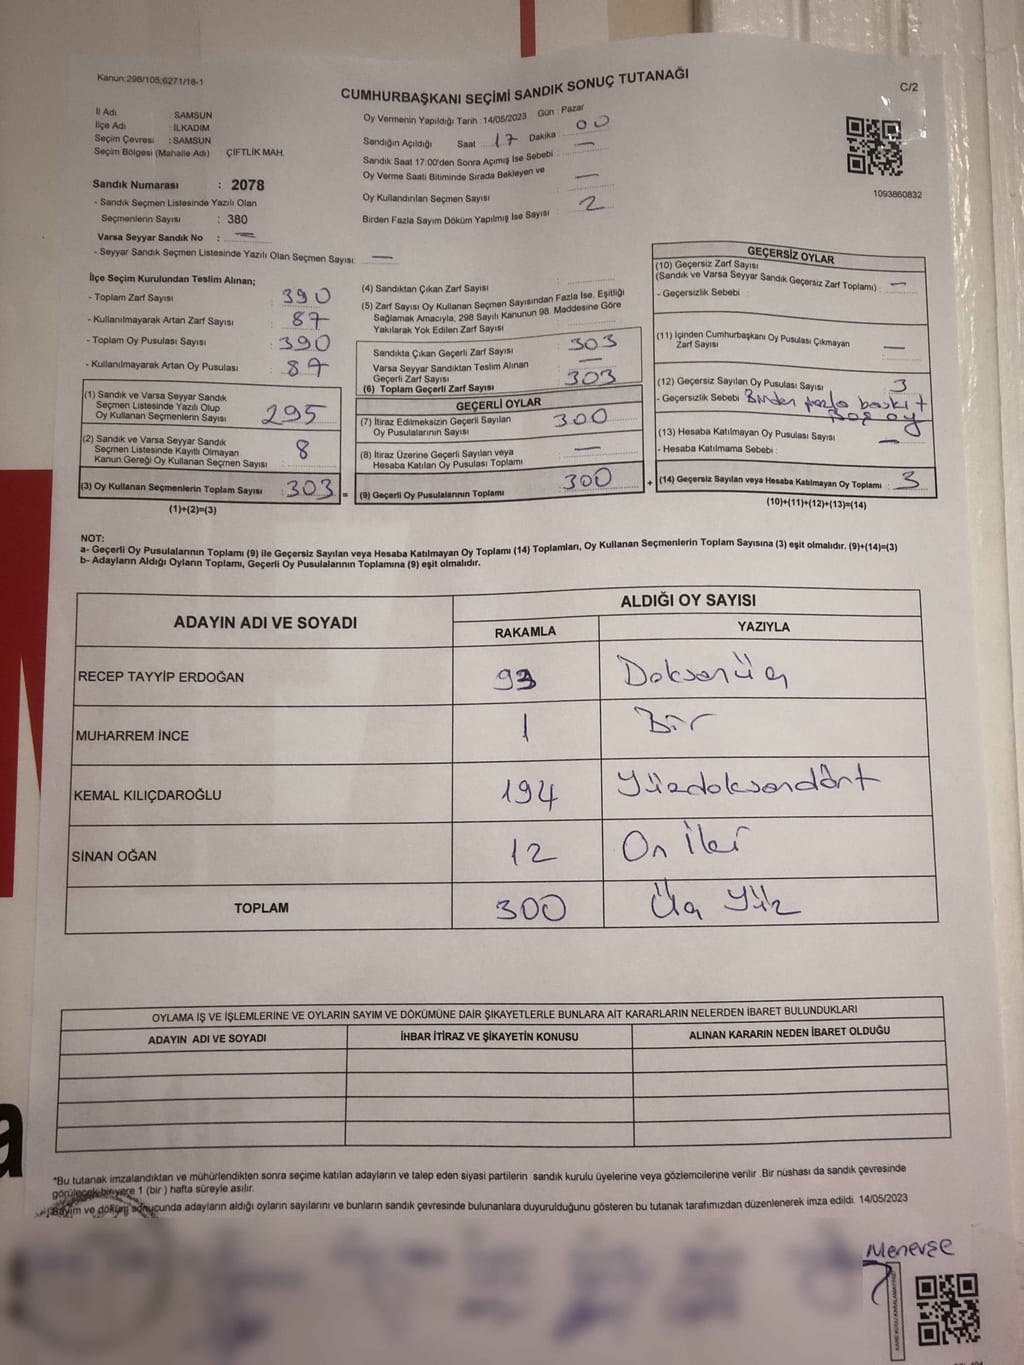 Kanun;298/105;6271/18-1
CUMHURBAŞKANI SEÇİMİ SANDIK SONUÇ TUTANAĞI
C/2
İl Adı : SAMSUN
İlçe Adı : İLKADIM
Seçim Çevresi : SAMSUN
Seçim Bölgesi (Mahalle Adı) ÇİFTLİK MAH.
Sandık Numarası : 2078
- Sandık Seçmen Listesinde Yazılı Olan
Seçmenlerin Sayısı : 380
Varsa Seyyar Sandık No : —
- Seyyar Sandık Seçmen Listesinde Yazılı Olan Seçmen Sayısı: —
Oy Vermenin Yapıldığı Tarih : 14/05/2023 Gün : Pazar
Sandığın Açıldığı Saat : 17 Dakika : 00
Sandık Saat 17:00'den Sonra Açımış İse Sebebi : —
Oy Verme Saati Bitiminde Sırada Bekleyen ve
Oy Kullandırılan Seçmen Sayısı —
Birden Fazla Sayım Döküm Yapılmış İse Sayısı : 2
1093860832
İlçe Seçim Kurulundan Teslim Alınan;
- Toplam Zarf Sayısı : 390
- Kullanılmayarak Artan Zarf Sayısı : 87
- Toplam Oy Pusulası Sayısı : 390
- Kullanılmayarak Artan Oy Pusulası : 87
(1) Sandık ve Varsa Seyyar Sandık
Seçmen Listesinde Yazılı Olup
Oy Kullanan Seçmenlerin Sayısı 295
(2) Sandık ve Varsa Seyyar Sandık
Seçmen Listesinde Kayıtlı Olmayan
Kanun Gereği Oy Kullanan Seçmen Sayısı 8
(3) Oy Kullanan Seçmenlerin Toplam Sayısı : 303 =
(1)+(2)=(3)
(4) Sandıktan Çıkan Zarf Sayısı
(5) Zarf Sayısı Oy Kullanan Seçmen Sayısından Fazla İse, Eşitliği
Sağlamak Amacıyla, 298 Sayılı Kanunun 98. Maddesine Göre
Yakılarak Yok Edilen Zarf Sayısı
Sandıkta Çıkan Geçerli Zarf Sayısı 303
Varsa Seyyar Sandıktan Teslim Alınan
Geçerli Zarf Sayısı —
(6) Toplam Geçerli Zarf Sayısı 303
GEÇERLİ OYLAR
(7) İtiraz Edilmeksizin Geçerli Sayılan
Oy Pusulalarının Sayısı 300
(8) İtiraz Üzerine Geçerli Sayılan veya
Hesaba Katılan Oy Pusulası Toplamı —
(9) Geçerli Oy Pusulalarının Toplamı 300 +
GEÇERSİZ OYLAR
(10) Geçersiz Zarf Sayısı
(Sandık ve Varsa Seyyar Sandık Geçersiz Zarf Toplamı) : —
- Geçersizlik Sebebi :
(11) İçinden Cumhurbaşkanı Oy Pusulası Çıkmayan
Zarf Sayısı —
(12) Geçersiz Sayılan Oy Pusulası Sayısı 3
- Geçersizlik Sebebi Birden fazla baskı +
Boş oy
(13) Hesaba Katılmayan Oy Pusulası Sayısı —
- Hesaba Katılmama Sebebi :
(14) Geçersiz Sayılan veya Hesaba Katılmayan Oy Toplamı : 3
(10)+(11)+(12)+(13)=(14)
NOT:
a- Geçerli Oy Pusulalarının Toplamı (9) ile Geçersiz Sayılan veya Hesaba Katılmayan Oy Toplamı (14) Toplamları, Oy Kullanan Seçmenlerin Toplam Sayısına (3) eşit olmalıdır. (9)+(14)=(3)
b- Adayların Aldığı Oyların Toplamı, Geçerli Oy Pusulalarının Toplamına (9) eşit olmalıdır.
ADAYIN ADI VE SOYADI
ALDIĞI OY SAYISI
RAKAMLA YAZIYLA
RECEP TAYYİP ERDOĞAN 93 Doksanüç
MUHARREM İNCE 1 Bir
KEMAL KILIÇDAROĞLU 194 Yüzdoksandört
SİNAN OĞAN 12 On iki
TOPLAM 300 Üç Yüz
OYLAMA İŞ VE İŞLEMLERİNE VE OYLARIN SAYIM VE DÖKÜMÜNE DAİR ŞİKAYETLERLE BUNLARA AİT KARARLARIN NELERDEN İBARET BULUNDUKLARI
ADAYIN ADI VE SOYADI İHBAR İTİRAZ VE ŞİKAYETİN KONUSU ALINAN KARARIN NEDEN İBARET OLDUĞU
*Bu tutanak imzalandıktan ve mühürlendikten sonra seçime katılan adayların ve talep eden siyasi partilerin sandık kurulu üyelerine veya gözlemcilerine verilir. Bir nüshası da sandık çevresinde
görülecek bir yere 1 (bir ) hafta süreyle asılır.
Sayım ve döküm sonucunda adayların aldığı oyların sayılarını ve bunların sandık çevresinde bulunanlara duyurulduğunu gösteren bu tutanak tarafımızdan düzenlenerek imza edildi. 14/05/2023
Menevşe